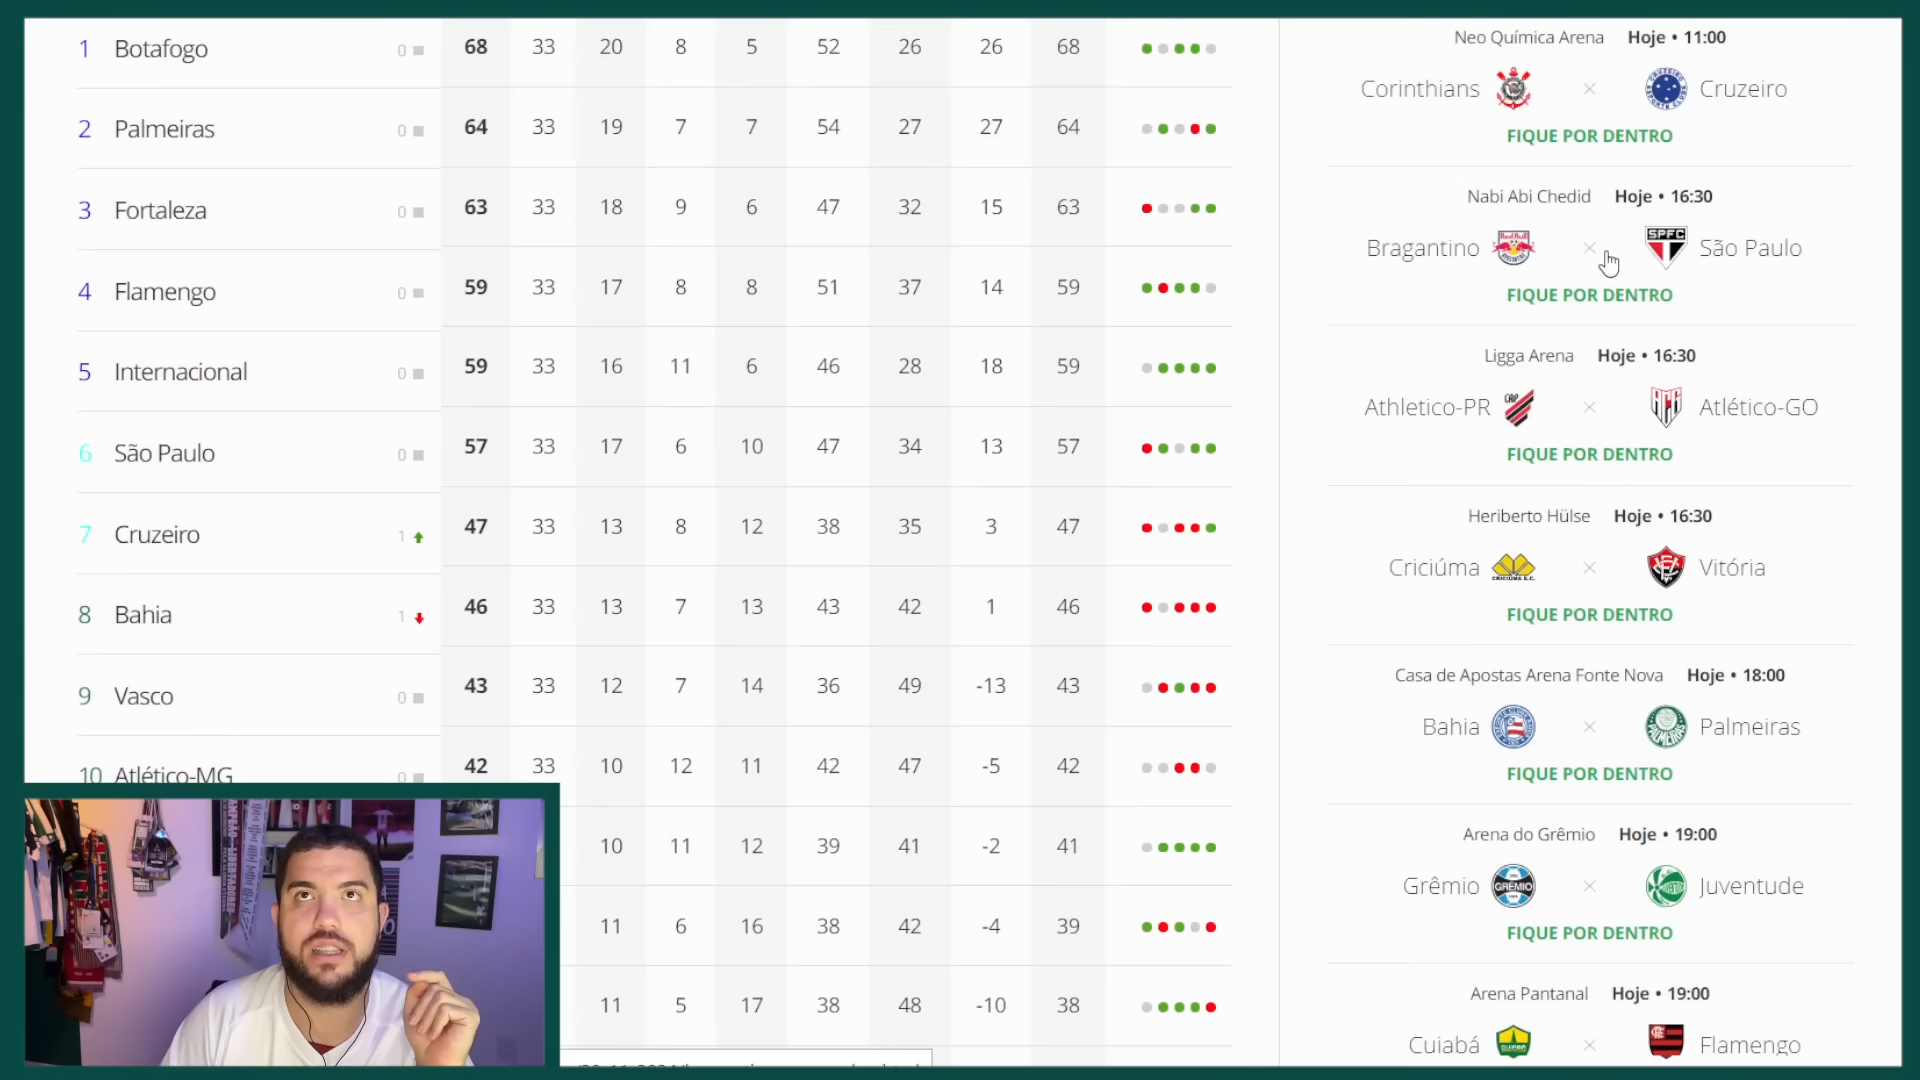 1 Botafogo 0 68 33 20 8 5 52 26 26 68
2 Palmeiras 0 64 33 19 7 7 54 27 27 64
3 Fortaleza 0 63 33 18 9 6 47 32 15 63
4 Flamengo 0 59 33 17 8 8 51 37 14 59
5 Internacional 0 59 33 16 11 6 46 28 18 59
6 São Paulo 0 57 33 17 6 10 47 34 13 57
7 Cruzeiro 1 47 33 13 8 12 38 35 3 47
8 Bahia 1 46 33 13 7 13 43 42 1 46
9 Vasco 0 43 33 12 7 14 36 49 -13 43
10 Atlético-MG 0 42 33 10 12 11 42 47 -5 42
10 11 12 39 41 -2 41
11 6 16 38 42 -4 39
11 5 17 38 48 -10 38
Neo Química Arena Hoje • 11:00
Corinthians × Cruzeiro
FIQUE POR DENTRO
Nabi Abi Chedid Hoje • 16:30
Bragantino × São Paulo
FIQUE POR DENTRO
Ligga Arena Hoje • 16:30
Athletico-PR × Atlético-GO
FIQUE POR DENTRO
Heriberto Hülse Hoje • 16:30
Criciúma × Vitória
FIQUE POR DENTRO
Casa de Apostas Arena Fonte Nova Hoje • 18:00
Bahia × Palmeiras
FIQUE POR DENTRO
Arena do Grêmio Hoje • 19:00
Grêmio × Juventude
FIQUE POR DENTRO
Arena Pantanal Hoje • 19:00
Cuiabá × Flamengo